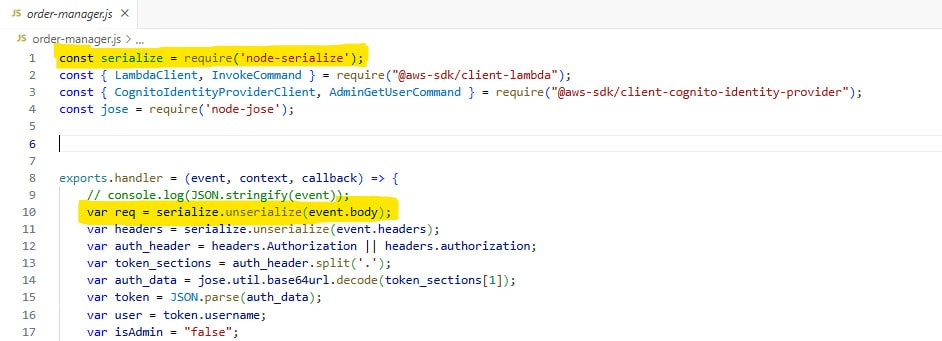 JS order-manager.js ×
JS order-manager.js > ...
1 const serialize = require('node-serialize');
2 const { LambdaClient, InvokeCommand } = require("@aws-sdk/client-lambda");
3 const { CognitoIdentityProviderClient, AdminGetUserCommand } = require("@aws-sdk/client-cognito-identity-provider");
4 const jose = require('node-jose');
5
6
7
8 exports.handler = (event, context, callback) => {
9 // console.log(JSON.stringify(event));
10 var req = serialize.unserialize(event.body);
11 var headers = serialize.unserialize(event.headers);
12 var auth_header = headers.Authorization || headers.authorization;
13 var token_sections = auth_header.split('.');
14 var auth_data = jose.util.base64url.decode(token_sections[1]);
15 var token = JSON.parse(auth_data);
16 var user = token.username;
17 var isAdmin = "false";